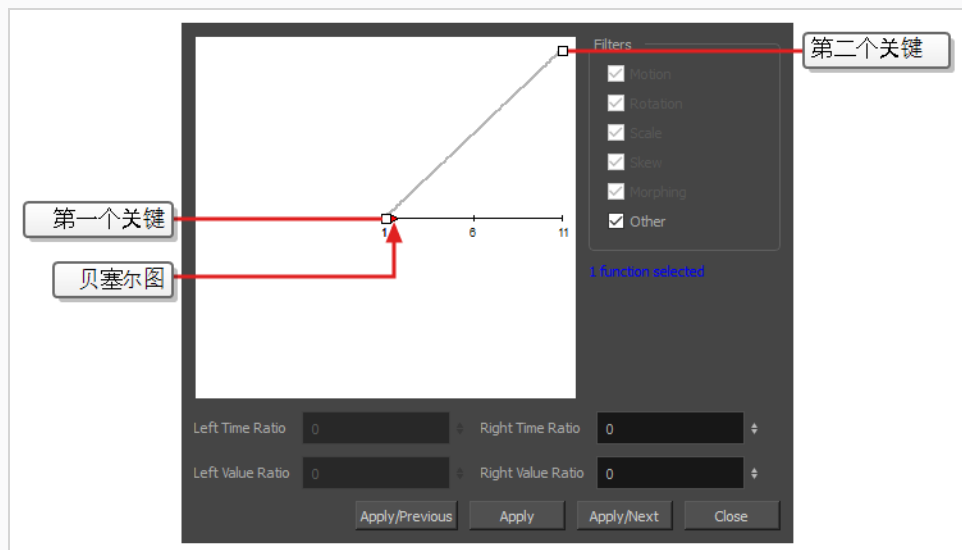 Filters
第二个关键
Motion
Rotation
Scale
Skew
Morphing
Other
第一个关键
1
6
11
贝塞尔图
1 function selected
Left Time Ratio 0 Right Time Ratio 0
Left Value Ratio 0 Right Value Ratio 0
Apply/Previous Apply Apply/Next Close